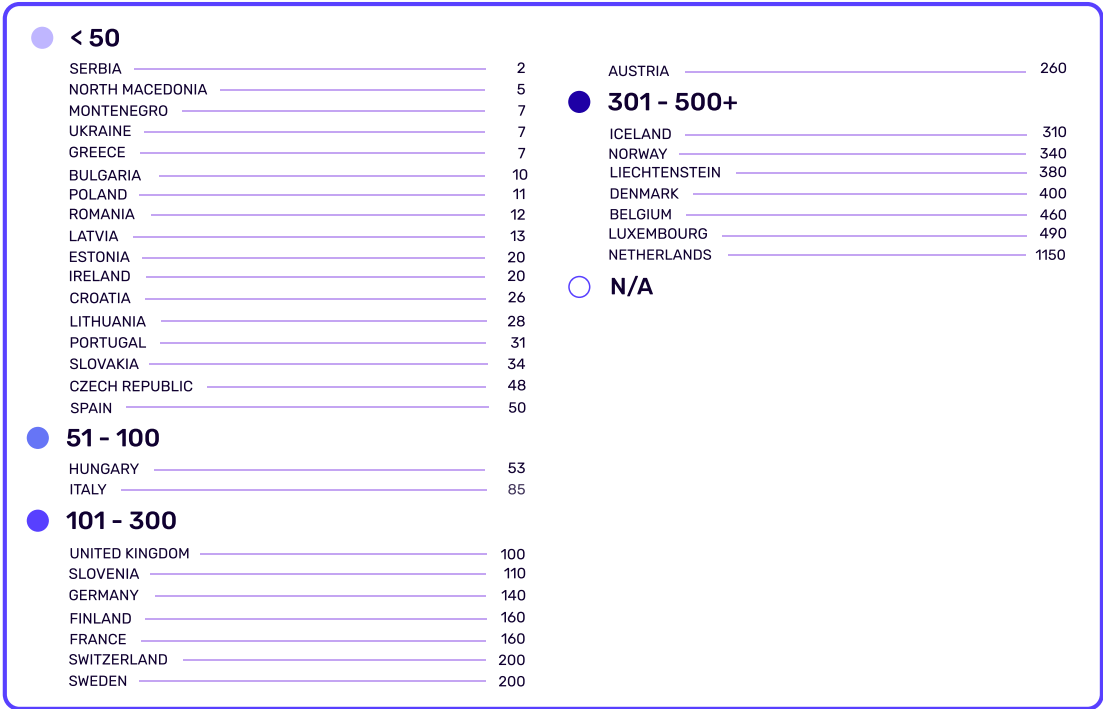 < 50
SERBIA 2
NORTH MACEDONIA 5
MONTENEGRO 7
UKRAINE 7
GREECE 7
BULGARIA 10
POLAND 11
ROMANIA 12
LATVIA 13
ESTONIA 20
IRELAND 20
CROATIA 26
LITHUANIA 28
PORTUGAL 31
SLOVAKIA 34
CZECH REPUBLIC 48
SPAIN 50
51 - 100
HUNGARY 53
ITALY 85
101 - 300
UNITED KINGDOM 100
SLOVENIA 110
GERMANY 140
FINLAND 160
FRANCE 160
SWITZERLAND 200
SWEDEN 200
AUSTRIA 260
301 - 500+
ICELAND 310
NORWAY 340
LIECHTENSTEIN 380
DENMARK 400
BELGIUM 460
LUXEMBOURG 490
NETHERLANDS 1150
N/A